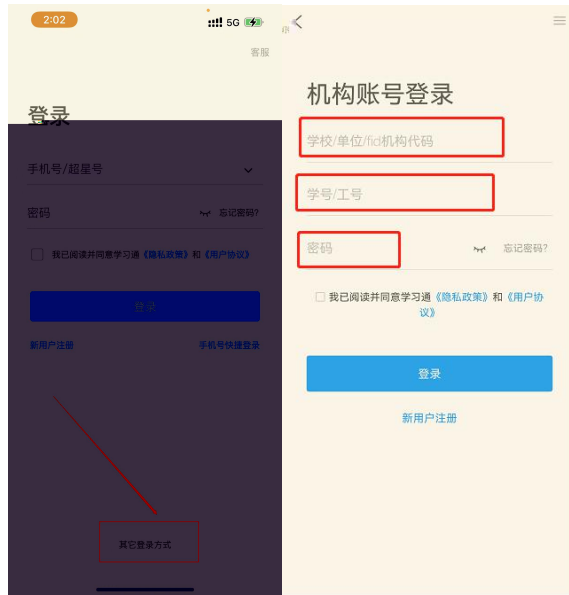 2:02
5G
客服
登录
手机号/超星号
密码
忘记密码?
我已阅读并同意学习通《隐私政策》和《用户协议》
登录
新用户注册
手机号快捷登录
其它登录方式
机构账号登录
学校/单位/fid机构代码
学号/工号
密码
忘记密码?
我已阅读并同意学习通《隐私政策》和《用户协
议》
登录
新用户注册